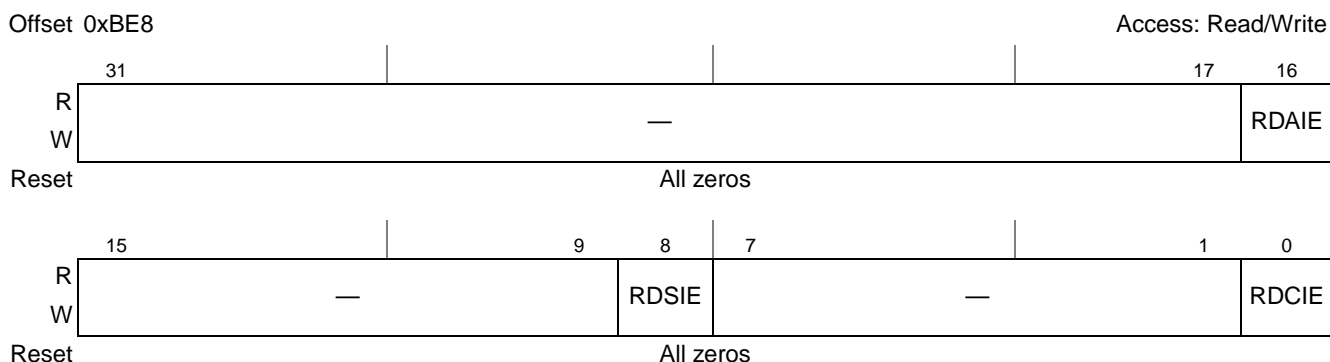 Offset 0xBE8 Access: Read/Write
31 17 16
R
— RDAIE
W
Reset All zeros
15 9 8 7 1 0
R
— RDSIE — RDCIE
W
Reset All zeros